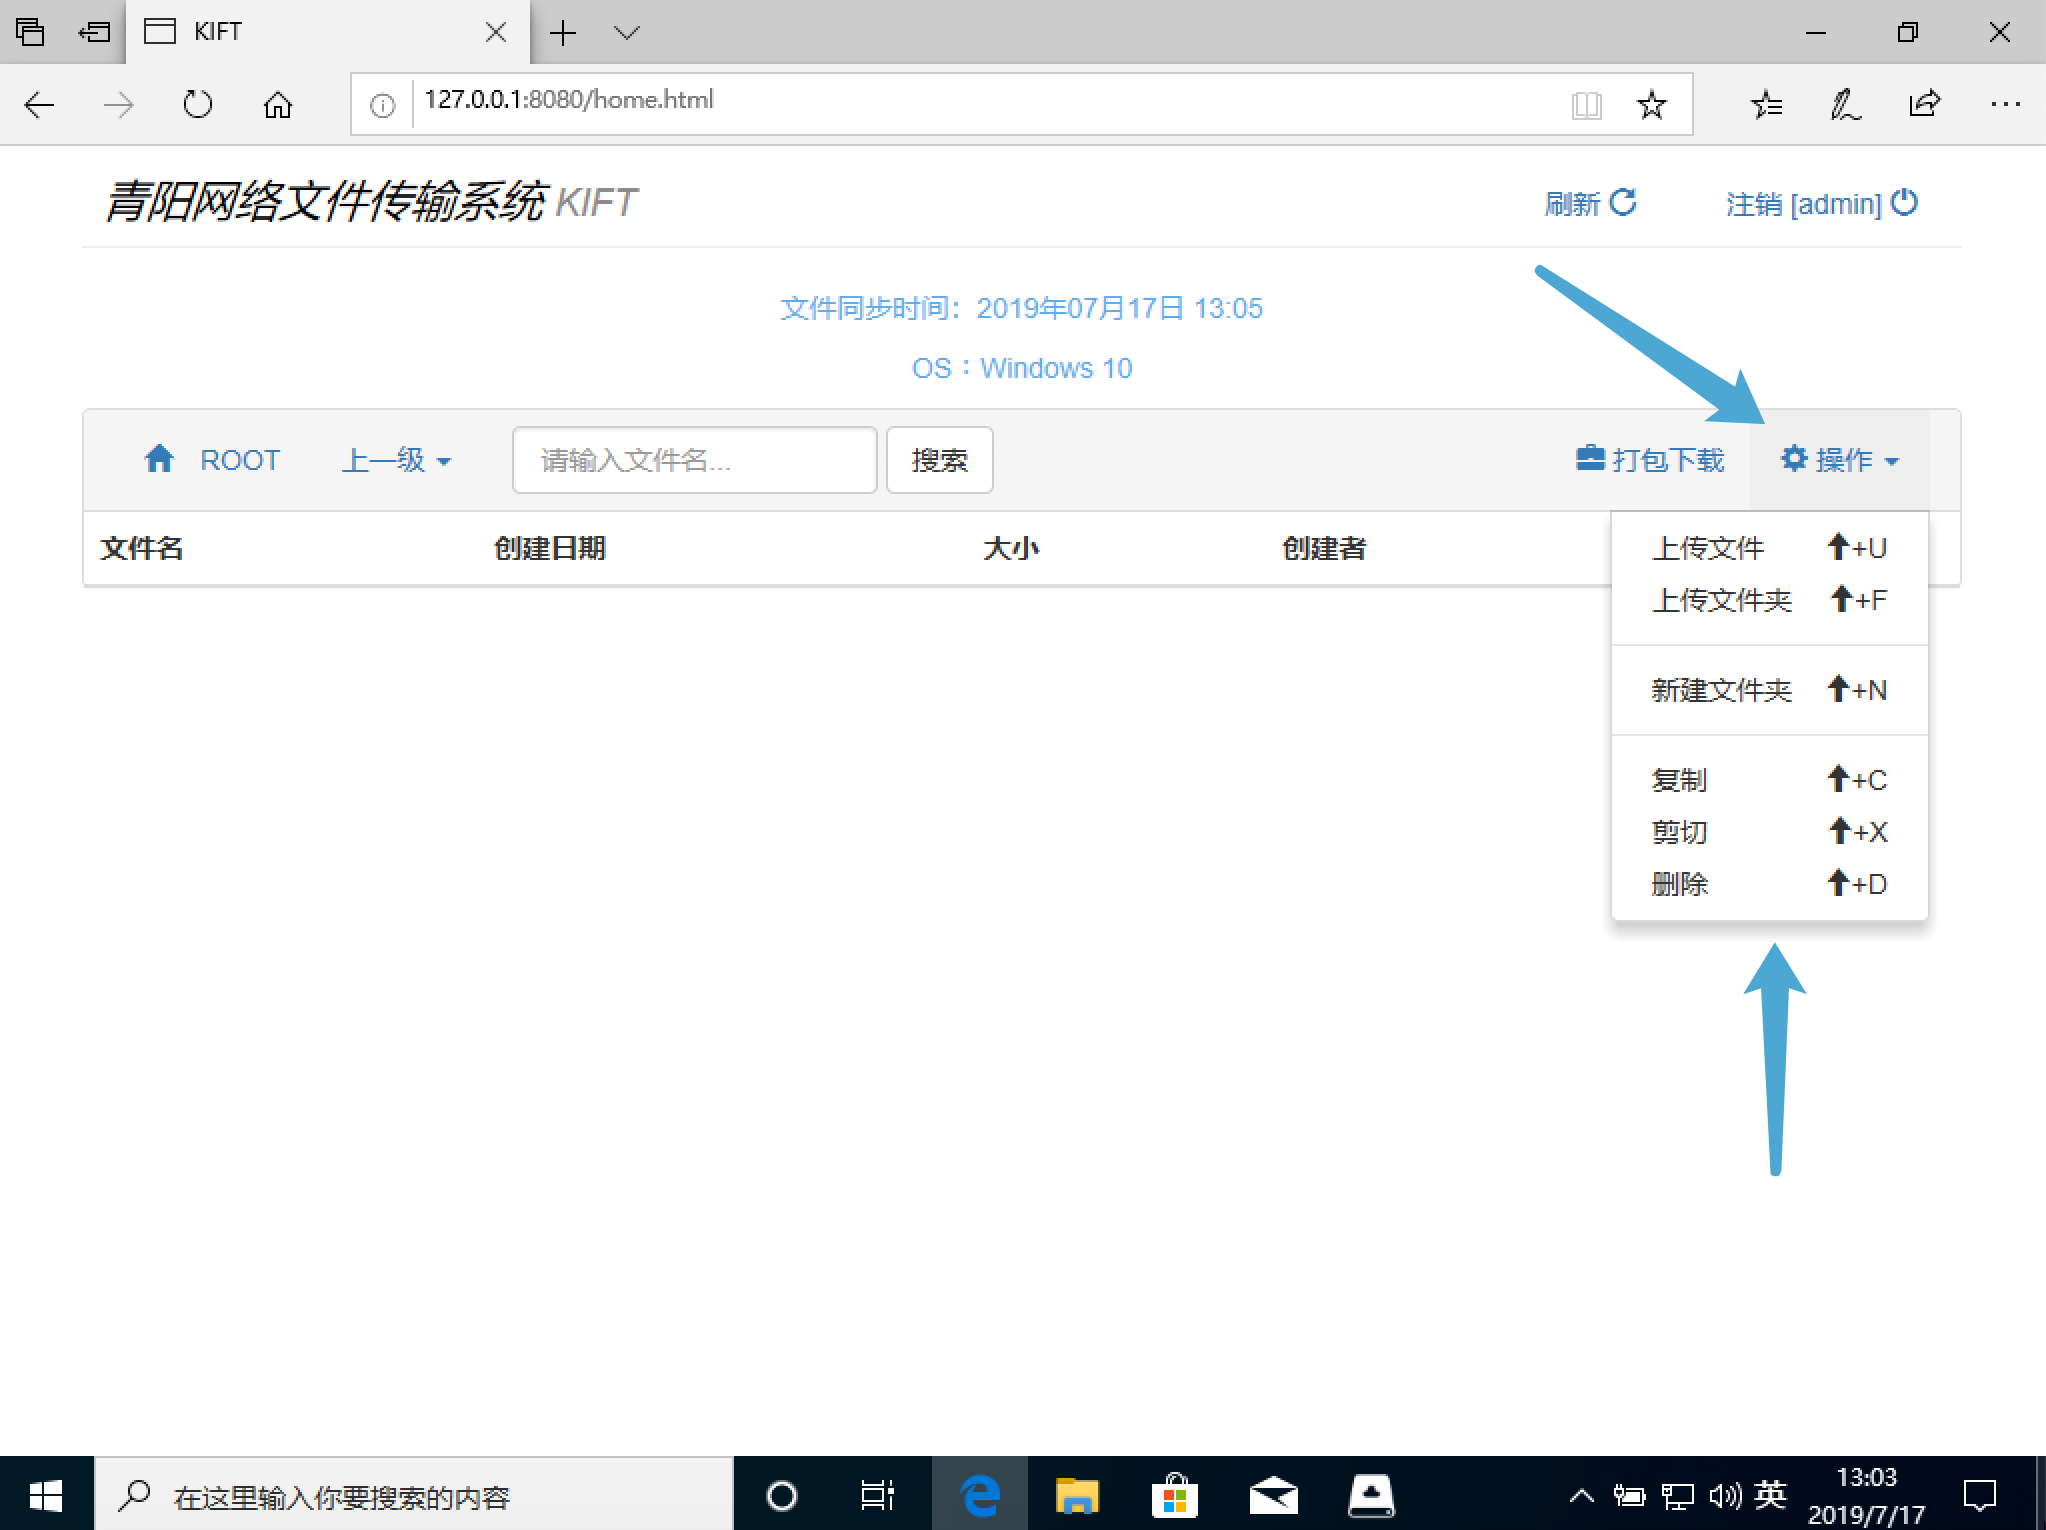 KIFT
127.0.0.1:8080/home.html
青阳网络文件传输系统 KIFT
刷新
注销 [admin]
文件同步时间：2019年07月17日 13:05
OS：Windows 10
ROOT
上一级
请输入文件名...
搜索
打包下载
操作
文件名
创建日期
大小
创建者
上传文件 +U
上传文件夹 +F
新建文件夹 +N
复制 +C
剪切 +X
删除 +D
在这里输入你要搜索的内容
英
13:03
2019/7/17